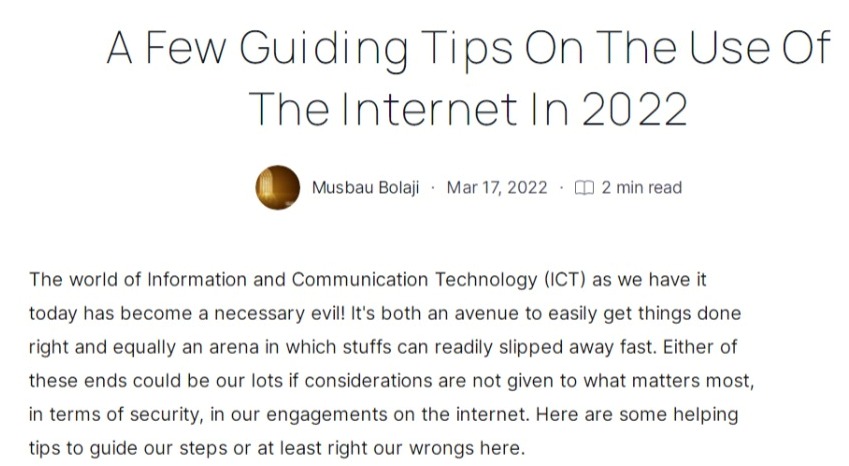 A Few Guiding Tips On The Use Of
The Internet In 2022
Musbau Bolaji · Mar 17, 2022 · 2 min read
The world of Information and Communication Technology (ICT) as we have it
today has become a necessary evil! It's both an avenue to easily get things done
right and equally an arena in which stuffs can readily slipped away fast. Either of
these ends could be our lots if considerations are not given to what matters most,
in terms of security, in our engagements on the internet. Here are some helping
tips to guide our steps or at least right our wrongs here.